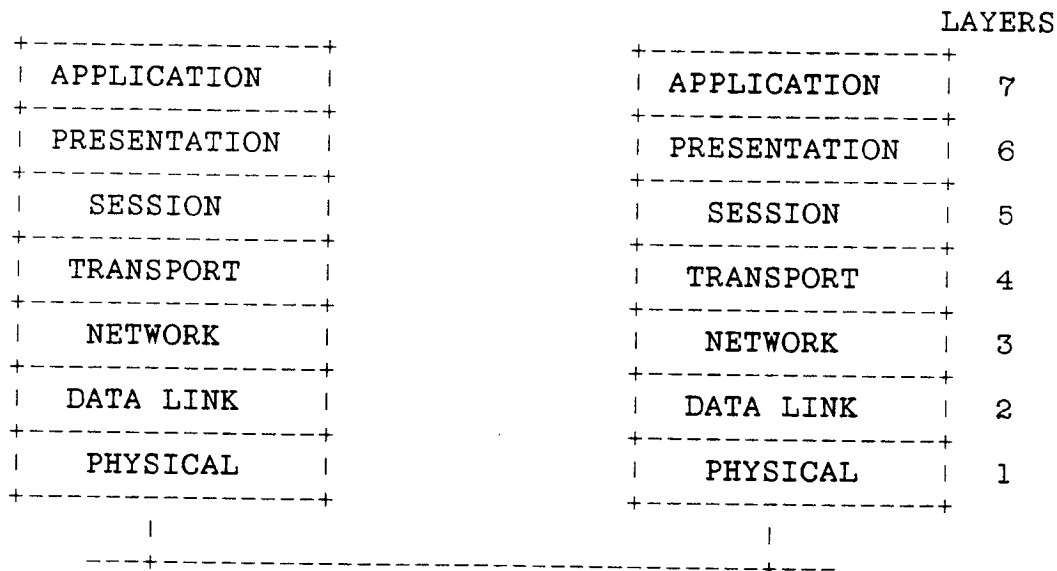 LAYERS
APPLICATION APPLICATION 7
PRESENTATION PRESENTATION 6
SESSION SESSION 5
TRANSPORT TRANSPORT 4
NETWORK NETWORK 3
DATA LINK DATA LINK 2
PHYSICAL PHYSICAL 1